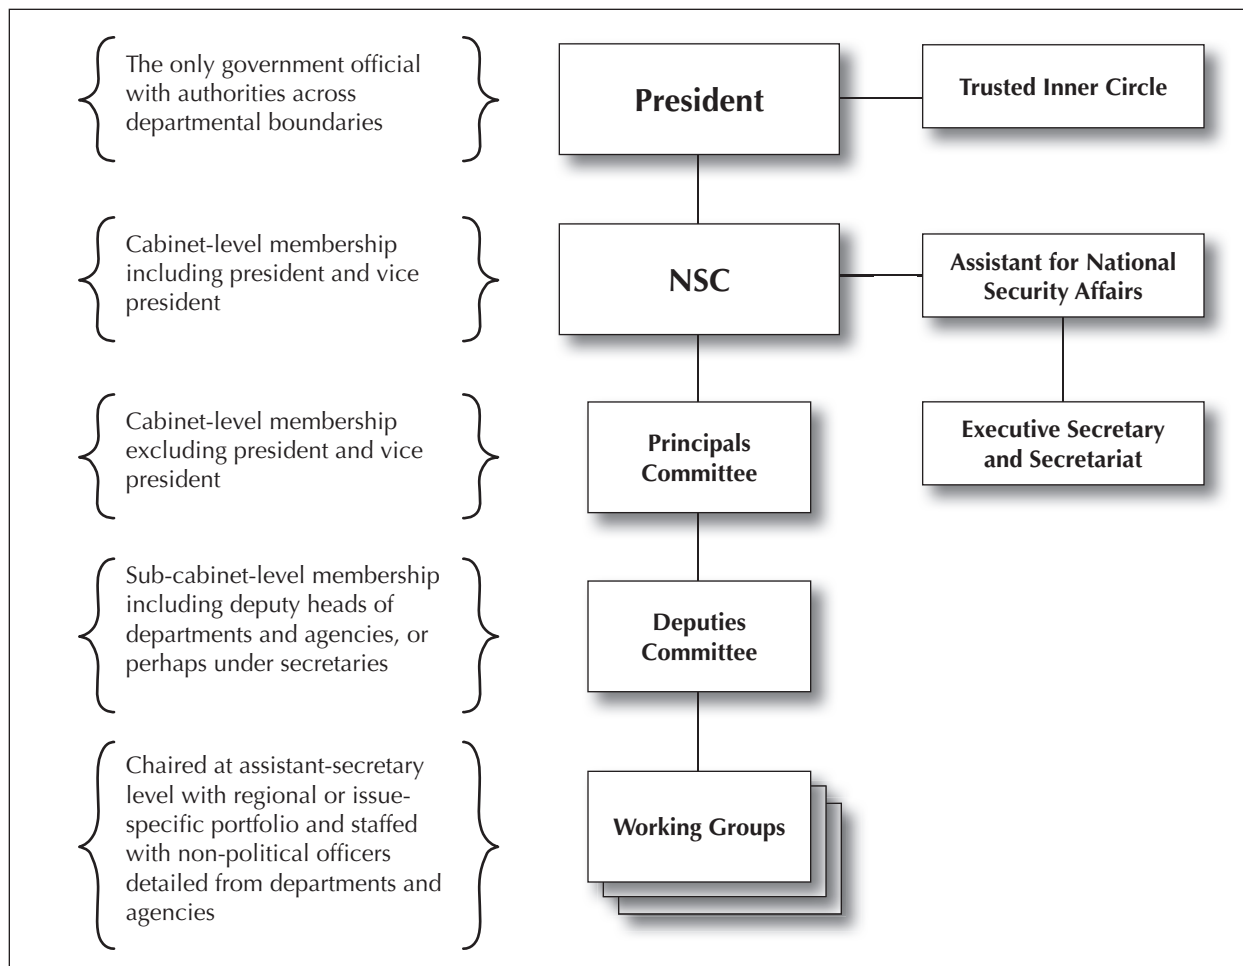 The only government official
with authorities across
departmental boundaries
President
Trusted Inner Circle
Cabinet-level membership
including president and vice
president
NSC
Assistant for National
Security Affairs
Cabinet-level membership
excluding president and vice
president
Principals
Committee
Executive Secretary
and Secretariat
Sub-cabinet-level membership
including deputy heads of
departments and agencies, or
perhaps under secretaries
Deputies
Committee
Chaired at assistant-secretary
level with regional or issue-
specific portfolio and staffed
with non-political officers
detailed from departments and
agencies
Working Groups